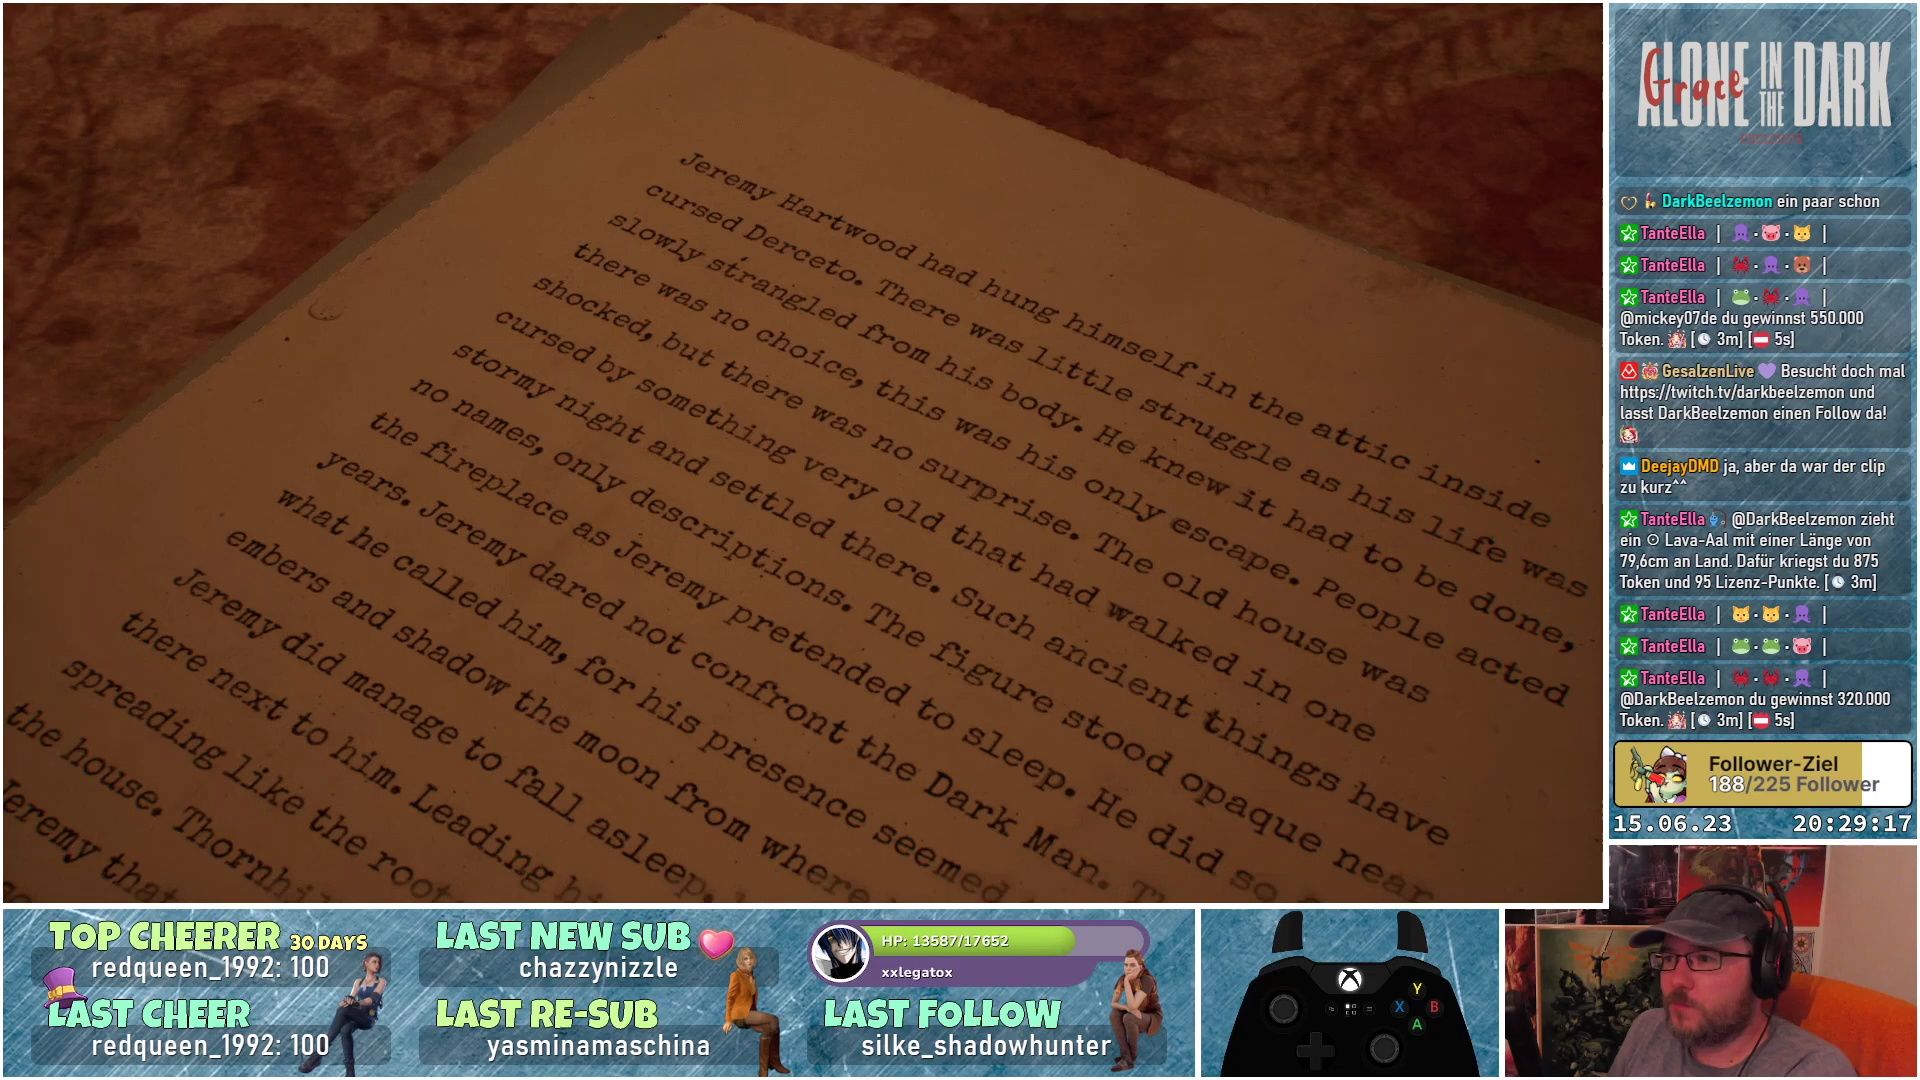 Jeremy Hartwood had hung himself in the attic inside
cursed Derceto. There was little struggle as his life was
slowly strangled from his body. He knew it had to be done,
there was no choice, this was his only escape. People acted
shocked, but there was no surprise. The old house was
cursed by something very old that had walked in one
stormy night and settled there. Such ancient things have
no names, only descriptions. The figure stood opaque near
the fireplace as Jeremy pretended to sleep. He did so
years. Jeremy dared not confront the Dark Man.
what he called him, for his presence seemed
embers and shadow the moon from where
Jeremy did manage to fall asleep,
there next to him. Leading
spreading like the root
the house.
Jeremy that
ALONE IN THE DARK
Grace
DarkBeelzemon ein paar schon
TanteElla | 🐙 · 🐷 · 🐱 |
TanteElla | 🦀 · 🐙 · 🐻 |
TanteElla | 🐸 · 🦀 · 🐙 |
@mickey07de du gewinnst 550.000
Token. [ 3m] [ 5s]
GesalzenLive 💜 Besucht doch mal
https://twitch.tv/darkbeelzemon und
lasst DarkBeelzemon einen Follow da!
DeejayDMD ja, aber da war der clip
zu kurz^^
TanteElla @DarkBeelzemon zieht
ein ⊙ Lava-Aal mit einer Länge von
79,6cm an Land. Dafür kriegst du 875
Token und 95 Lizenz-Punkte. [ 3m]
TanteElla | 🐱 · 🐱 · 🐙 |
TanteElla | 🐸 · 🐸 · 🐷 |
TanteElla | 🦀 · 🦀 · 🐙 |
@DarkBeelzemon du gewinnst 320.000
Token. [ 3m] [ 5s]
Follower-Ziel
188/225 Follower
15.06.23 20:29:17
TOP CHEERER 30 DAYS
redqueen_1992: 100
LAST CHEER
redqueen_1992: 100
LAST NEW SUB
chazzynizzle
LAST RE-SUB
yasminamaschina
HP: 13587/17652
xxlegatox
LAST FOLLOW
silke_shadowhunter
Y
X B
A